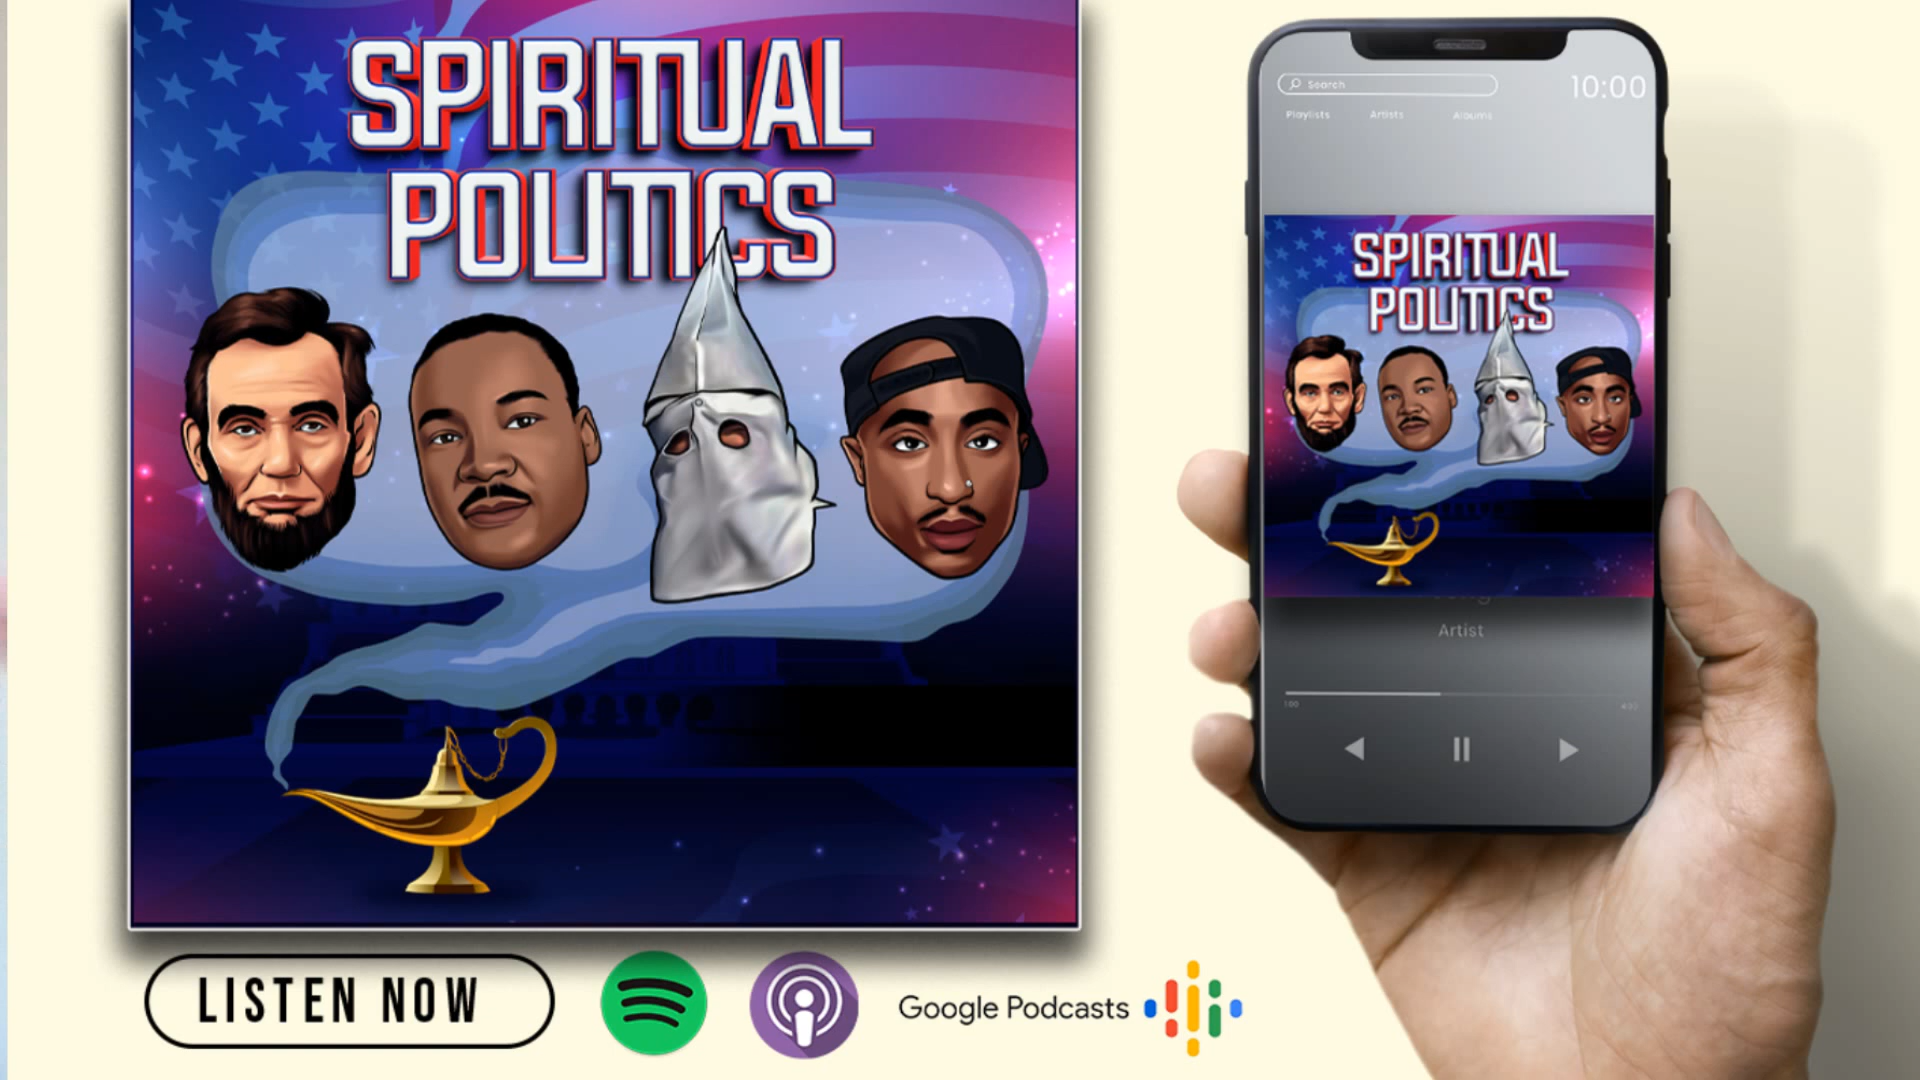 SPIRITUAL
POLITICS
Search
10:00
Playlists
Artists
Albums
SPIRITUAL
POLITICS
Artist
LISTEN NOW
Google Podcasts